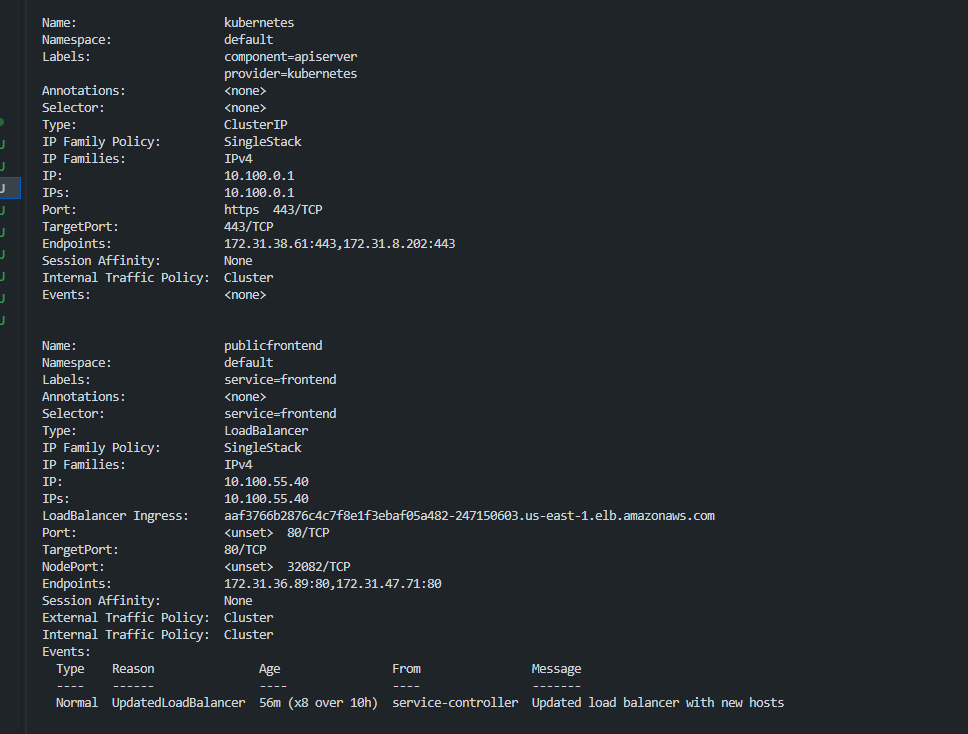 Name: kubernetes
Namespace: default
Labels: component=apiserver
provider=kubernetes
Annotations: <none>
Selector: <none>
Type: ClusterIP
IP Family Policy: SingleStack
IP Families: IPv4
IP: 10.100.0.1
IPs: 10.100.0.1
Port: https 443/TCP
TargetPort: 443/TCP
Endpoints: 172.31.38.61:443,172.31.8.202:443
Session Affinity: None
Internal Traffic Policy: Cluster
Events: <none>
Name: publicfrontend
Namespace: default
Labels: service=frontend
Annotations: <none>
Selector: service=frontend
Type: LoadBalancer
IP Family Policy: SingleStack
IP Families: IPv4
IP: 10.100.55.40
IPs: 10.100.55.40
LoadBalancer Ingress: aaf3766b2876c4c7f8e1f3ebaf05a482-247150603.us-east-1.elb.amazonaws.com
Port: <unset> 80/TCP
TargetPort: 80/TCP
NodePort: <unset> 32082/TCP
Endpoints: 172.31.36.89:80,172.31.47.71:80
Session Affinity: None
External Traffic Policy: Cluster
Internal Traffic Policy: Cluster
Events:
Type Reason Age From Message
---- ------ ---- ---- -------
Normal UpdatedLoadBalancer 56m (x8 over 10h) service-controller Updated load balancer with new hosts